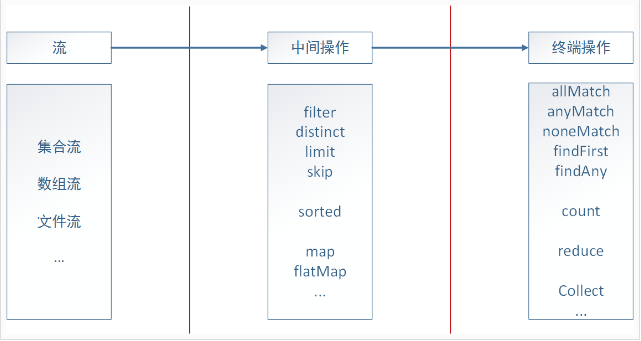 流
中间操作
终端操作
集合流
数组流
文件流
...
filter
distinct
limit
skip
sorted
map
flatMap
...
allMatch
anyMatch
noneMatch
findFirst
findAny
count
reduce
Collect
...